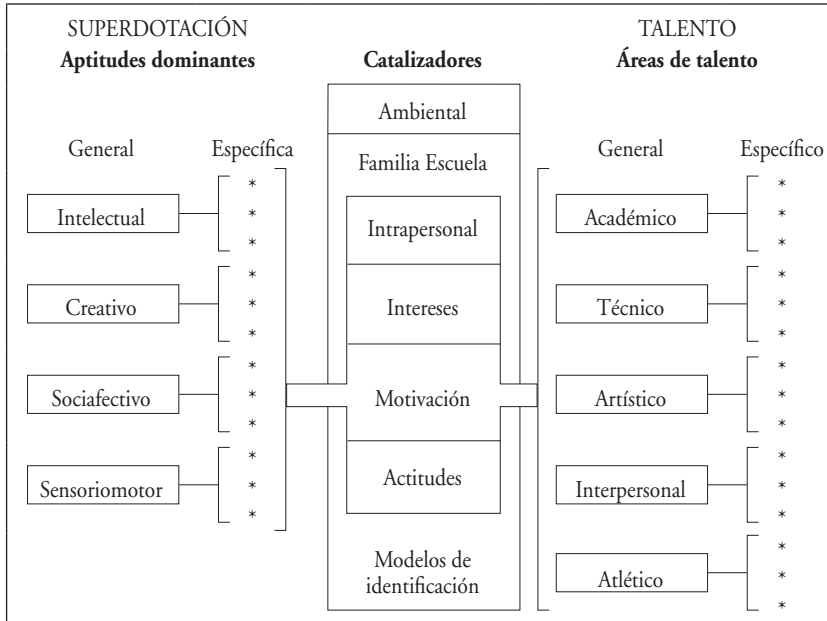 SUPERDOTACIÓN
Aptitudes dominantes
General
Específica
Intelectual
*
*
*
Creativo
*
*
*
Sociafectivo
*
*
*
Sensoriomotor
*
*
*
Catalizadores
Ambiental
Familia Escuela
Intrapersonal
Intereses
Motivación
Actitudes
Modelos de
identificación
TALENTO
Áreas de talento
General
Específico
Académico
*
*
*
Técnico
*
*
*
Artístico
*
*
*
Interpersonal
*
*
*
Atlético
*
*
*